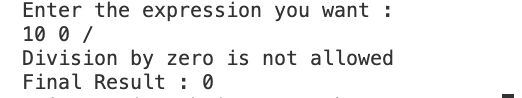 Enter the expression you want :
10 0 /
Division by zero is not allowed
Final Result : 0